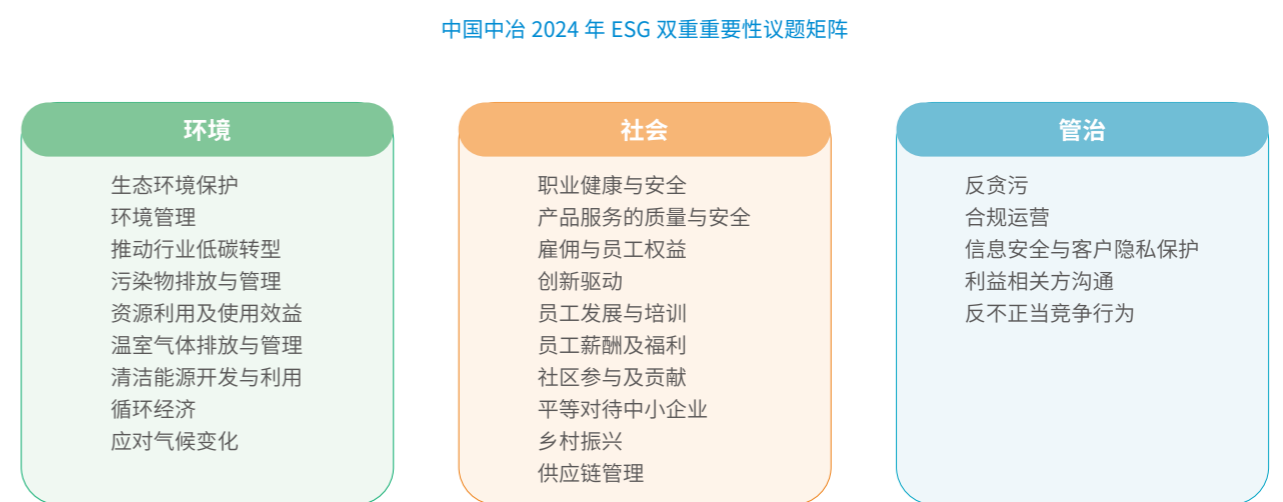 中国中冶 2024 年 ESG 双重重要性议题矩阵
环境
生态环境保护
环境管理
推动行业低碳转型
污染物排放与管理
资源利用及使用效益
温室气体排放与管理
清洁能源开发与利用
循环经济
应对气候变化
社会
职业健康与安全
产品服务的质量与安全
雇佣与员工权益
创新驱动
员工发展与培训
员工薪酬及福利
社区参与及贡献
平等对待中小企业
乡村振兴
供应链管理
管治
反贪污
合规运营
信息安全与客户隐私保护
利益相关方沟通
反不正当竞争行为